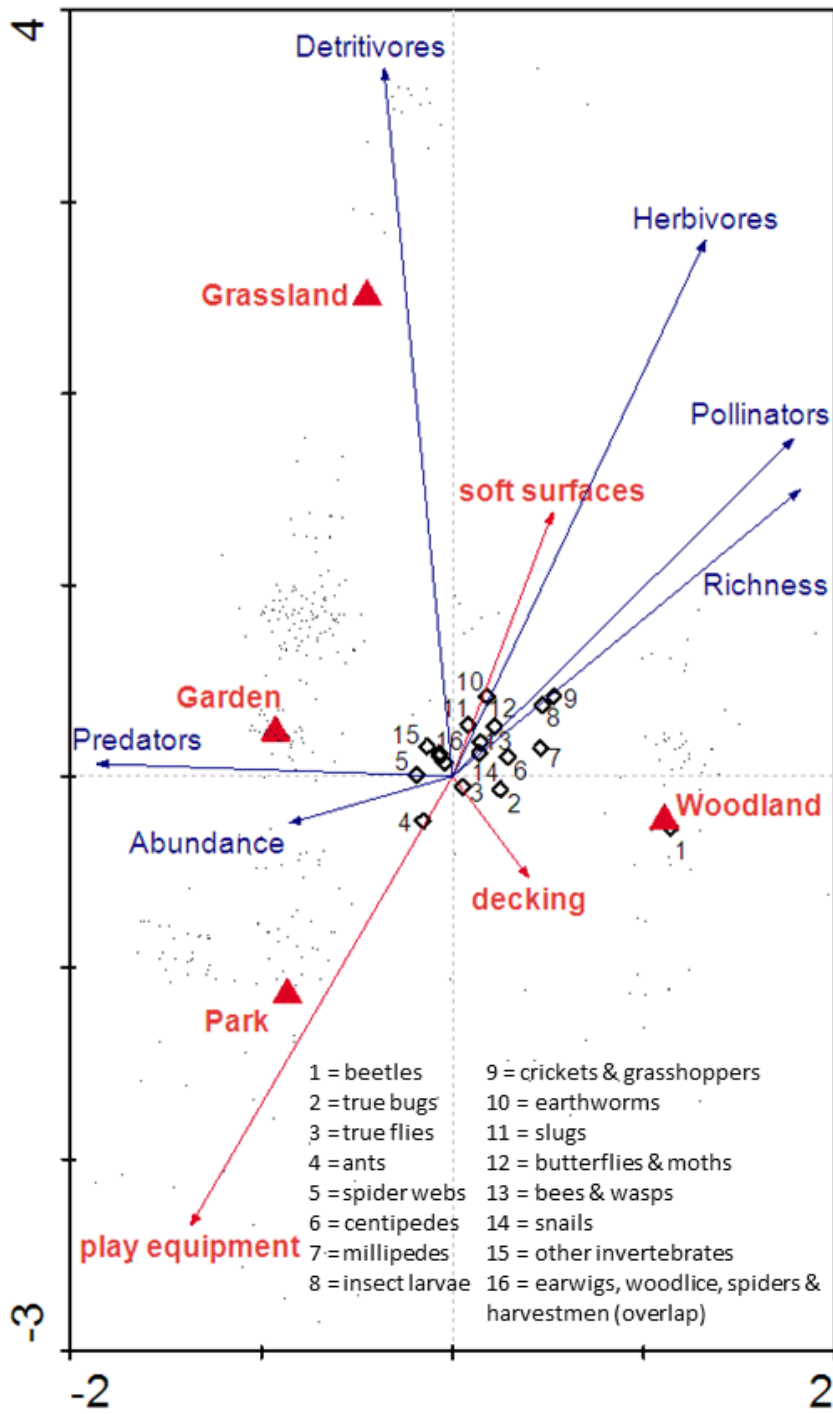 4
Detritivores
Herbivores
Grassland
Pollinators
soft surfaces
Richness
10
9
12
8
Garden
11
15
16
13
7
Predators
5
6
14
3
2
4
Woodland
Abundance
1
decking
Park
1 = beetles
2 = true bugs
3 = true flies
4 = ants
5 = spider webs
6 = centipedes
7 = millipedes
8 = insect larvae
9 = crickets & grasshoppers
10 = earthworms
11 = slugs
12 = butterflies & moths
13 = bees & wasps
14 = snails
15 = other invertebrates
16 = earwigs, woodlice, spiders &
harvestmen (overlap)
play equipment
-3
-2
2